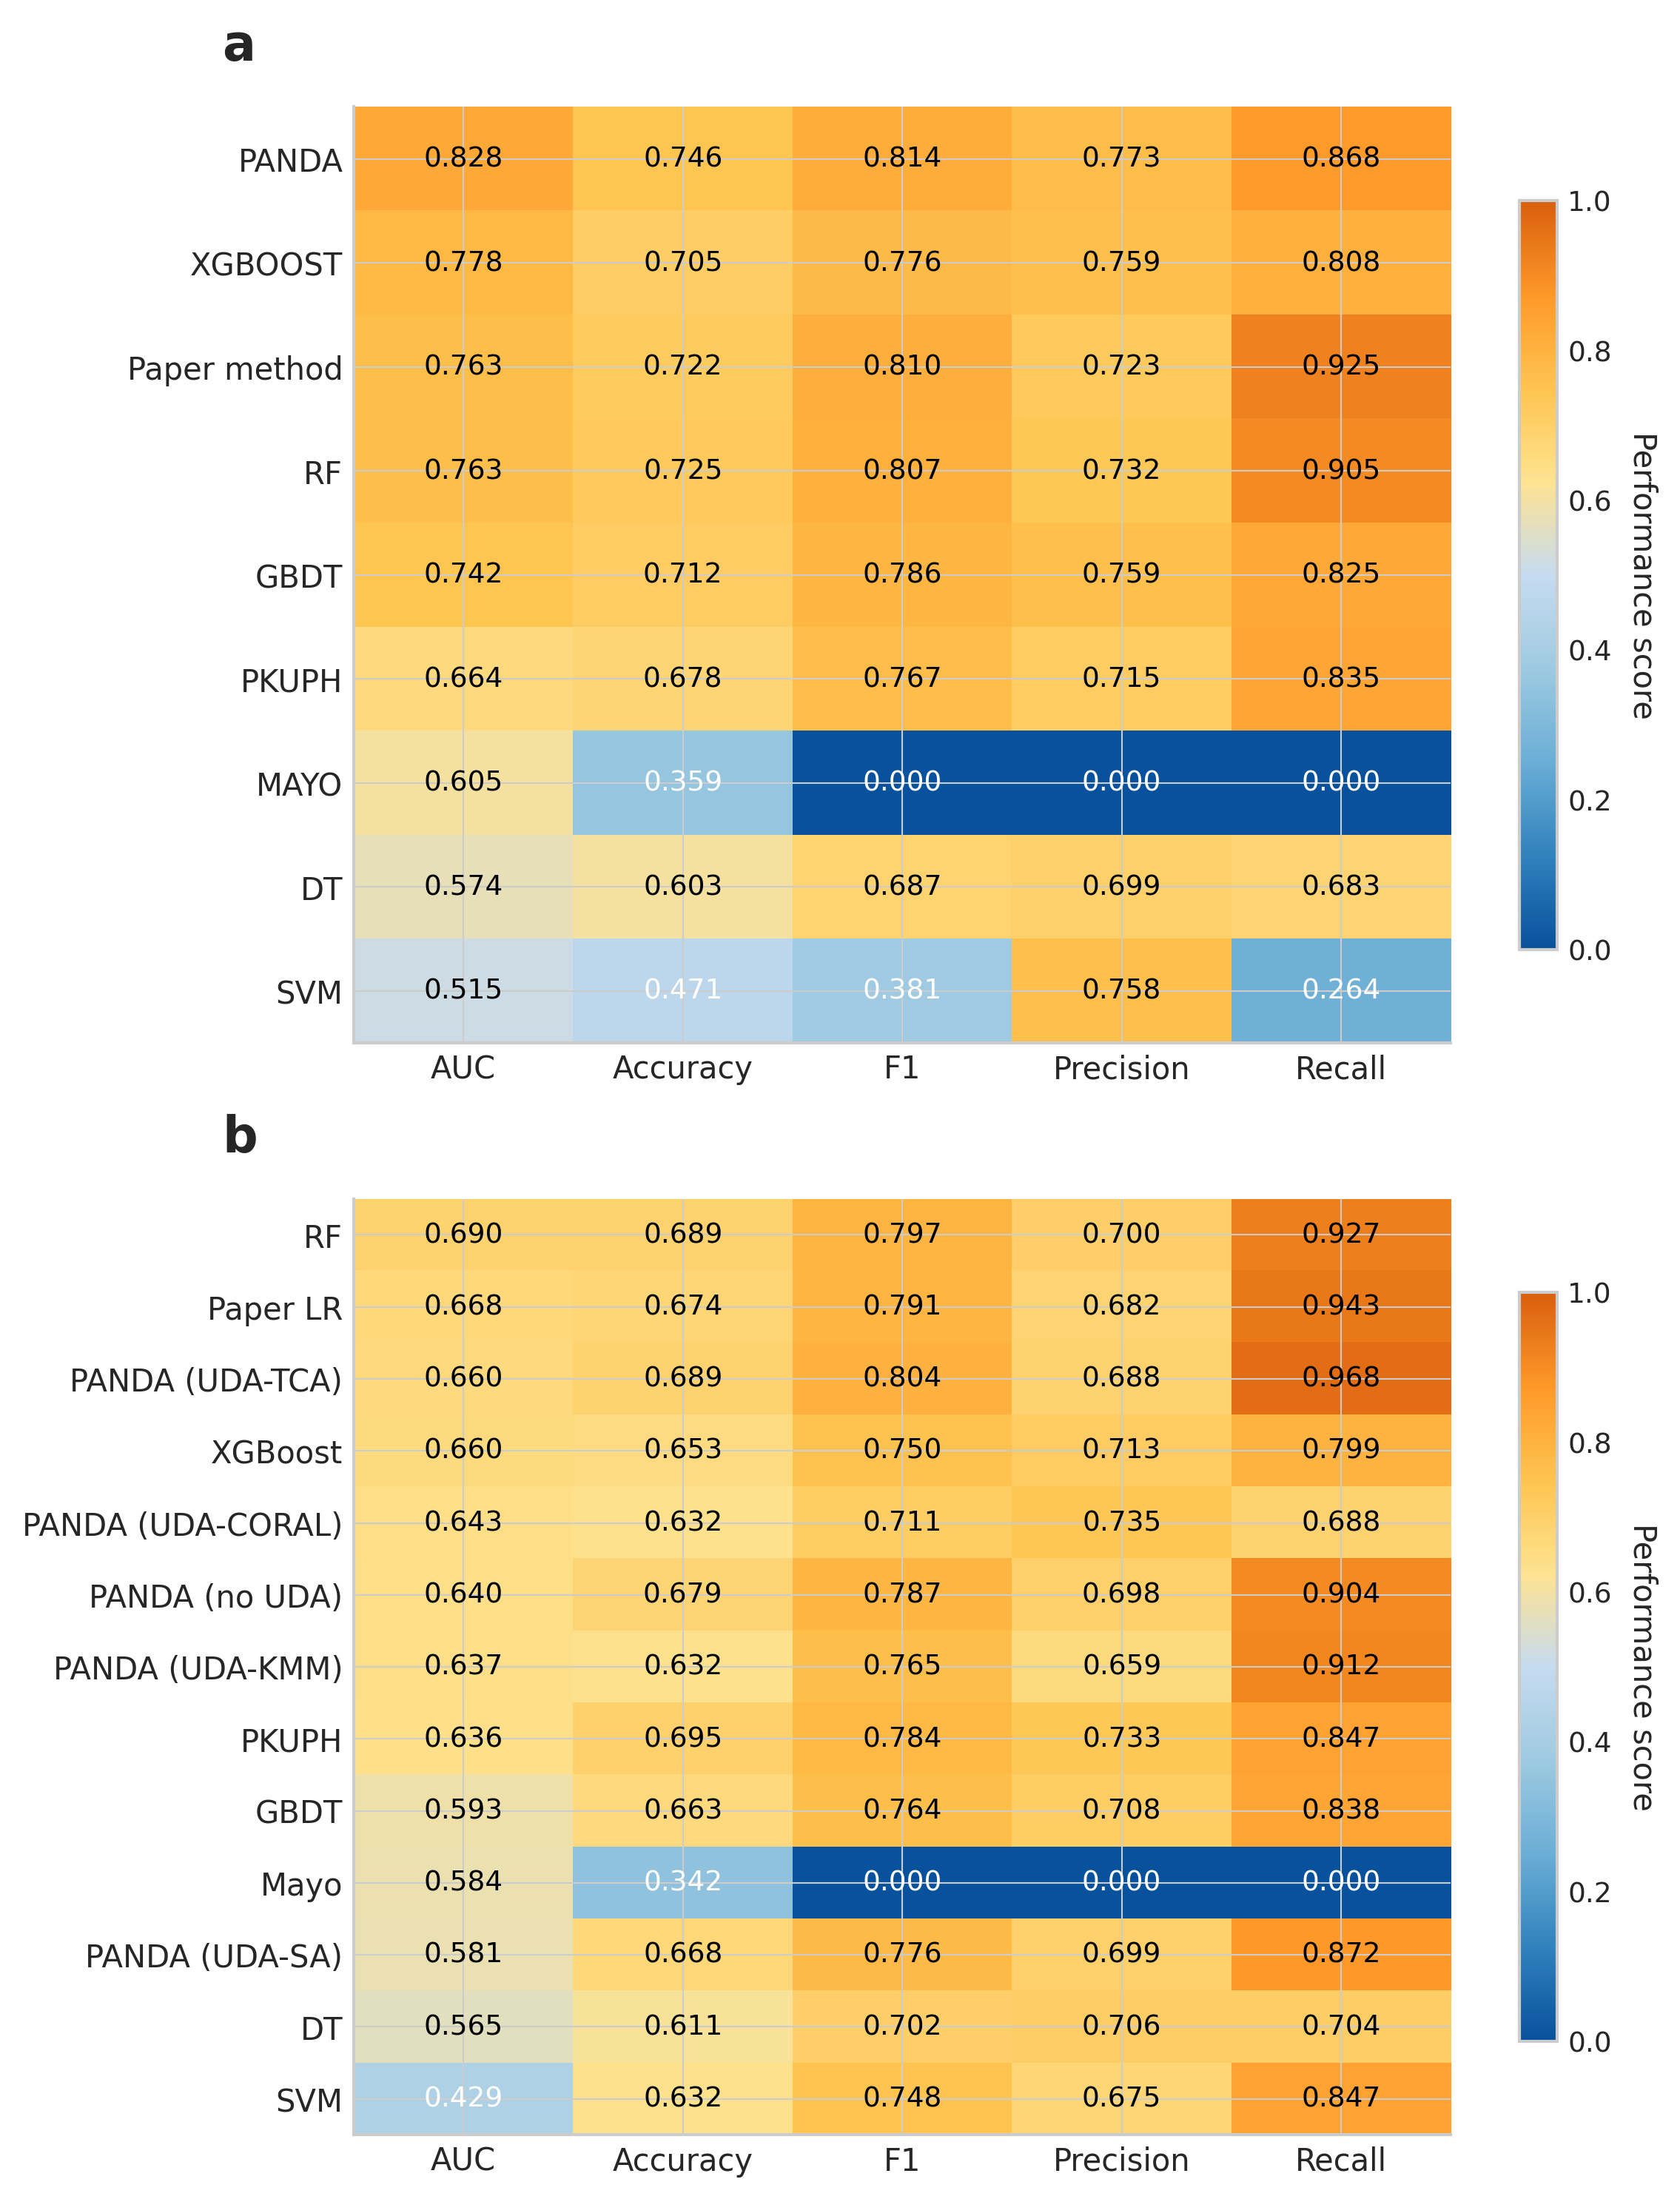 a
PANDA 0.828 0.746 0.814 0.773 0.868
XGBOOST 0.778 0.705 0.776 0.759 0.808
Paper method 0.763 0.722 0.810 0.723 0.925
RF 0.763 0.725 0.807 0.732 0.905
GBDT 0.742 0.712 0.786 0.759 0.825
PKUPH 0.664 0.678 0.767 0.715 0.835
MAYO 0.605 0.359 0.000 0.000 0.000
DT 0.574 0.603 0.687 0.699 0.683
SVM 0.515 0.471 0.381 0.758 0.264
AUC Accuracy F1 Precision Recall
1.0
0.8
0.6
0.4
0.2
0.0
Performance score
b
RF 0.690 0.689 0.797 0.700 0.927
Paper LR 0.668 0.674 0.791 0.682 0.943
PANDA (UDA-TCA) 0.660 0.689 0.804 0.688 0.968
XGBoost 0.660 0.653 0.750 0.713 0.799
PANDA (UDA-CORAL) 0.643 0.632 0.711 0.735 0.688
PANDA (no UDA) 0.640 0.679 0.787 0.698 0.904
PANDA (UDA-KMM) 0.637 0.632 0.765 0.659 0.912
PKUPH 0.636 0.695 0.784 0.733 0.847
GBDT 0.593 0.663 0.764 0.708 0.838
Mayo 0.584 0.342 0.000 0.000 0.000
PANDA (UDA-SA) 0.581 0.668 0.776 0.699 0.872
DT 0.565 0.611 0.702 0.706 0.704
SVM 0.429 0.632 0.748 0.675 0.847
AUC Accuracy F1 Precision Recall
1.0
0.8
0.6
0.4
0.2
0.0
Performance score